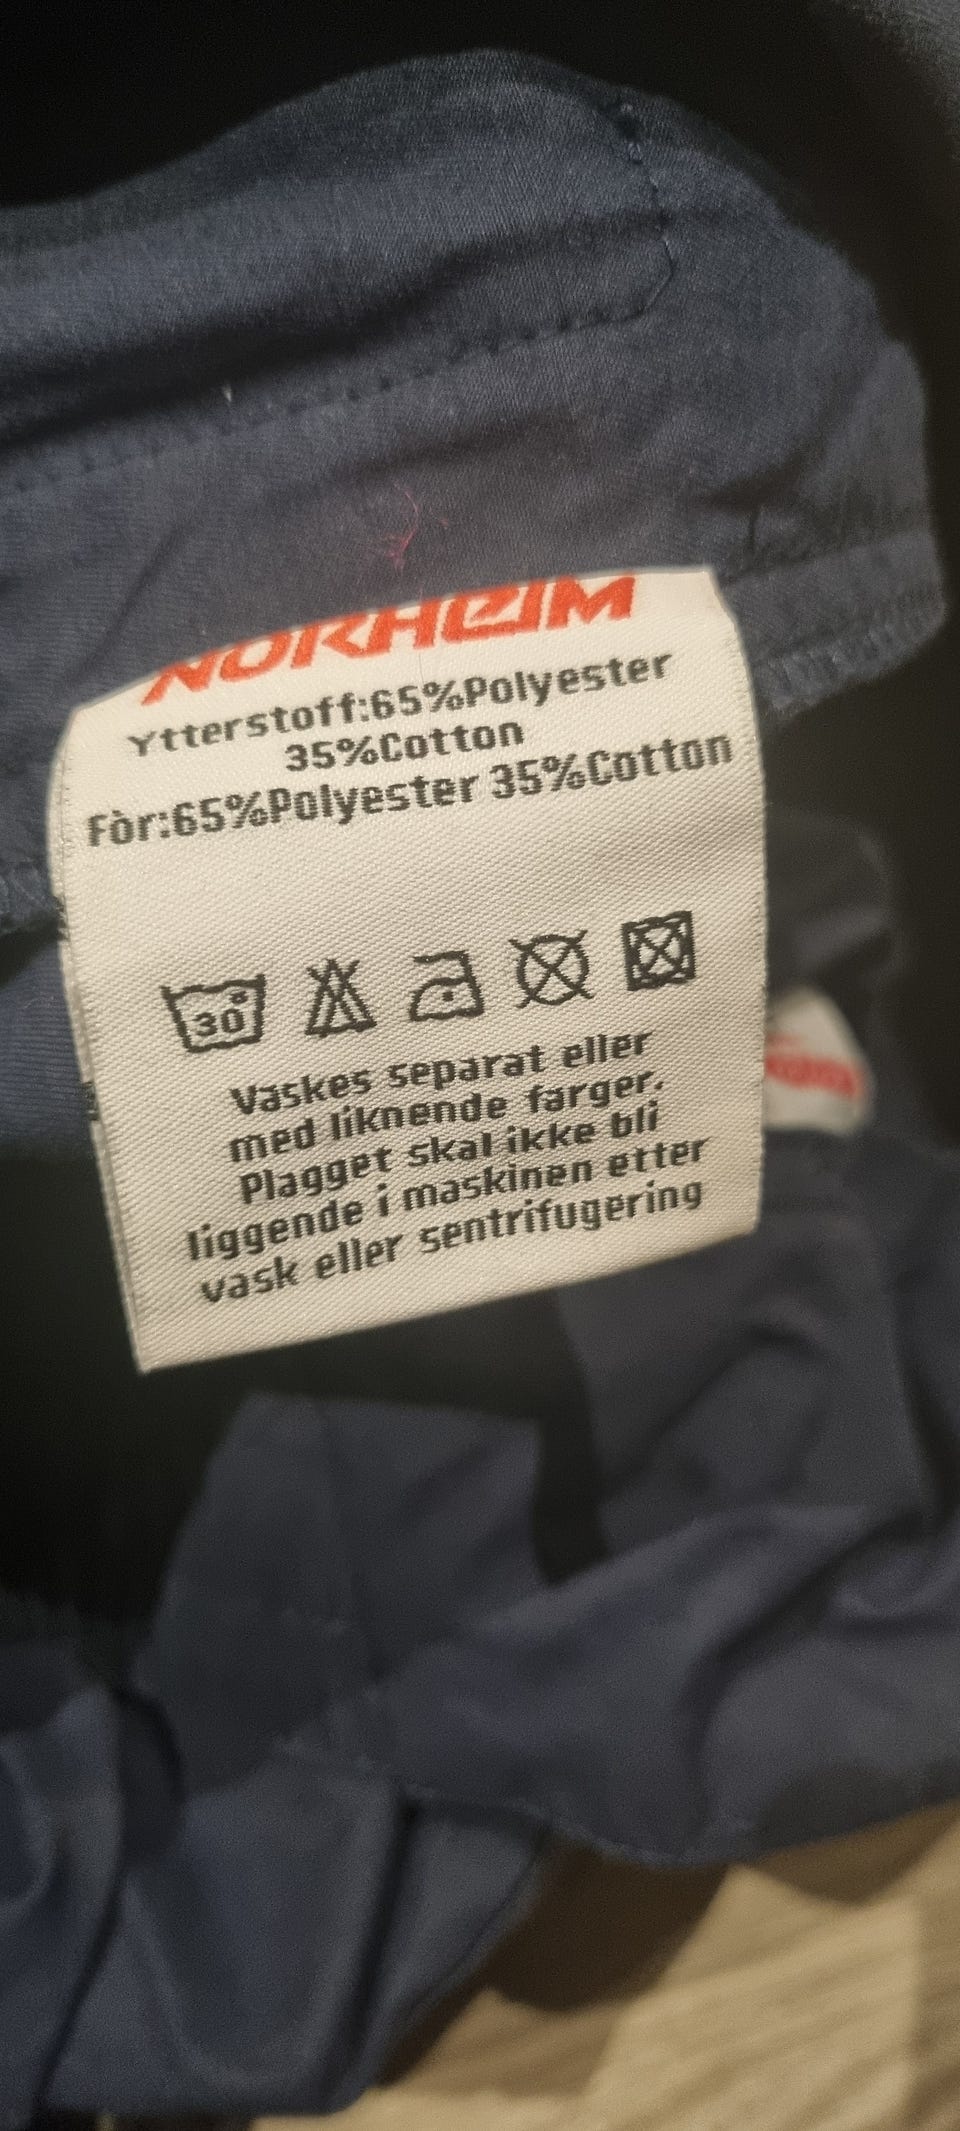 NORHEIM
Ytterstoff:65%Polyester
35%Cotton
Fòr:65%Polyester 35%Cotton
30°
Vaskes separat eller
med liknende farger.
Plagget skal ikke bli
liggende i maskinen etter
vask eller sentrifugering